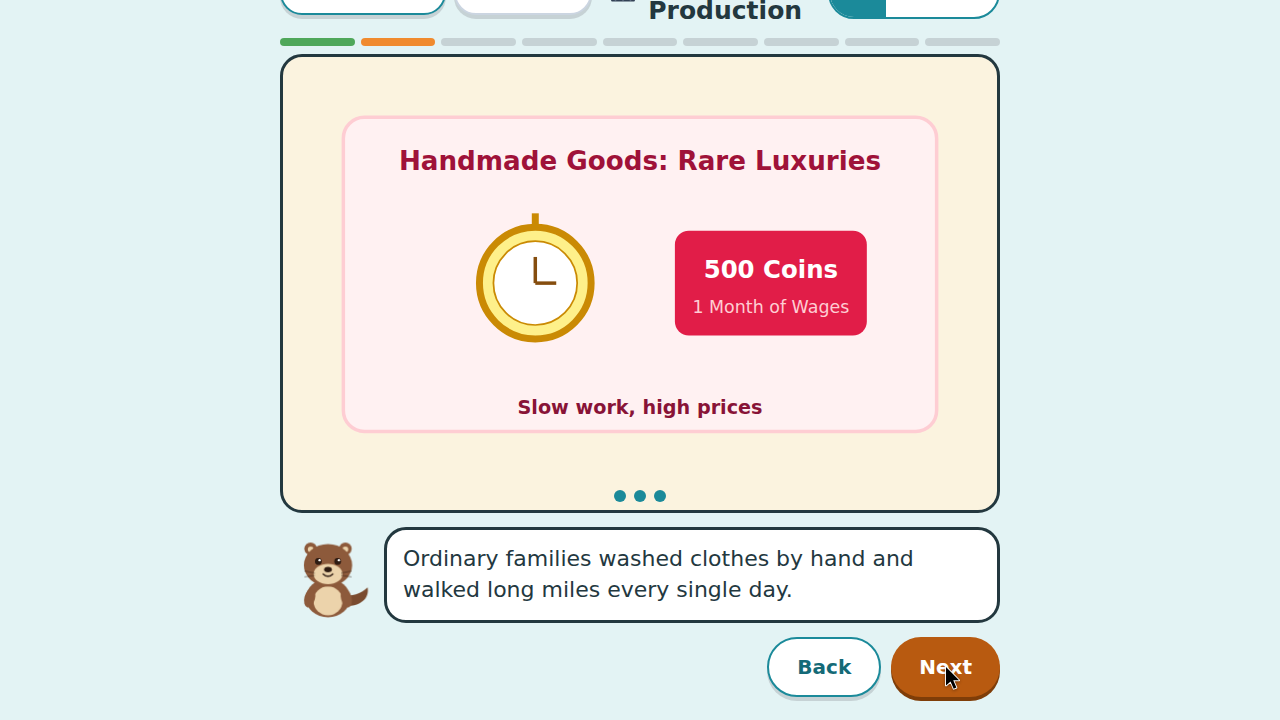 Production
Handmade Goods: Rare Luxuries
500 Coins
1 Month of Wages
Slow work, high prices
Ordinary families washed clothes by hand and
walked long miles every single day.
Back
Next